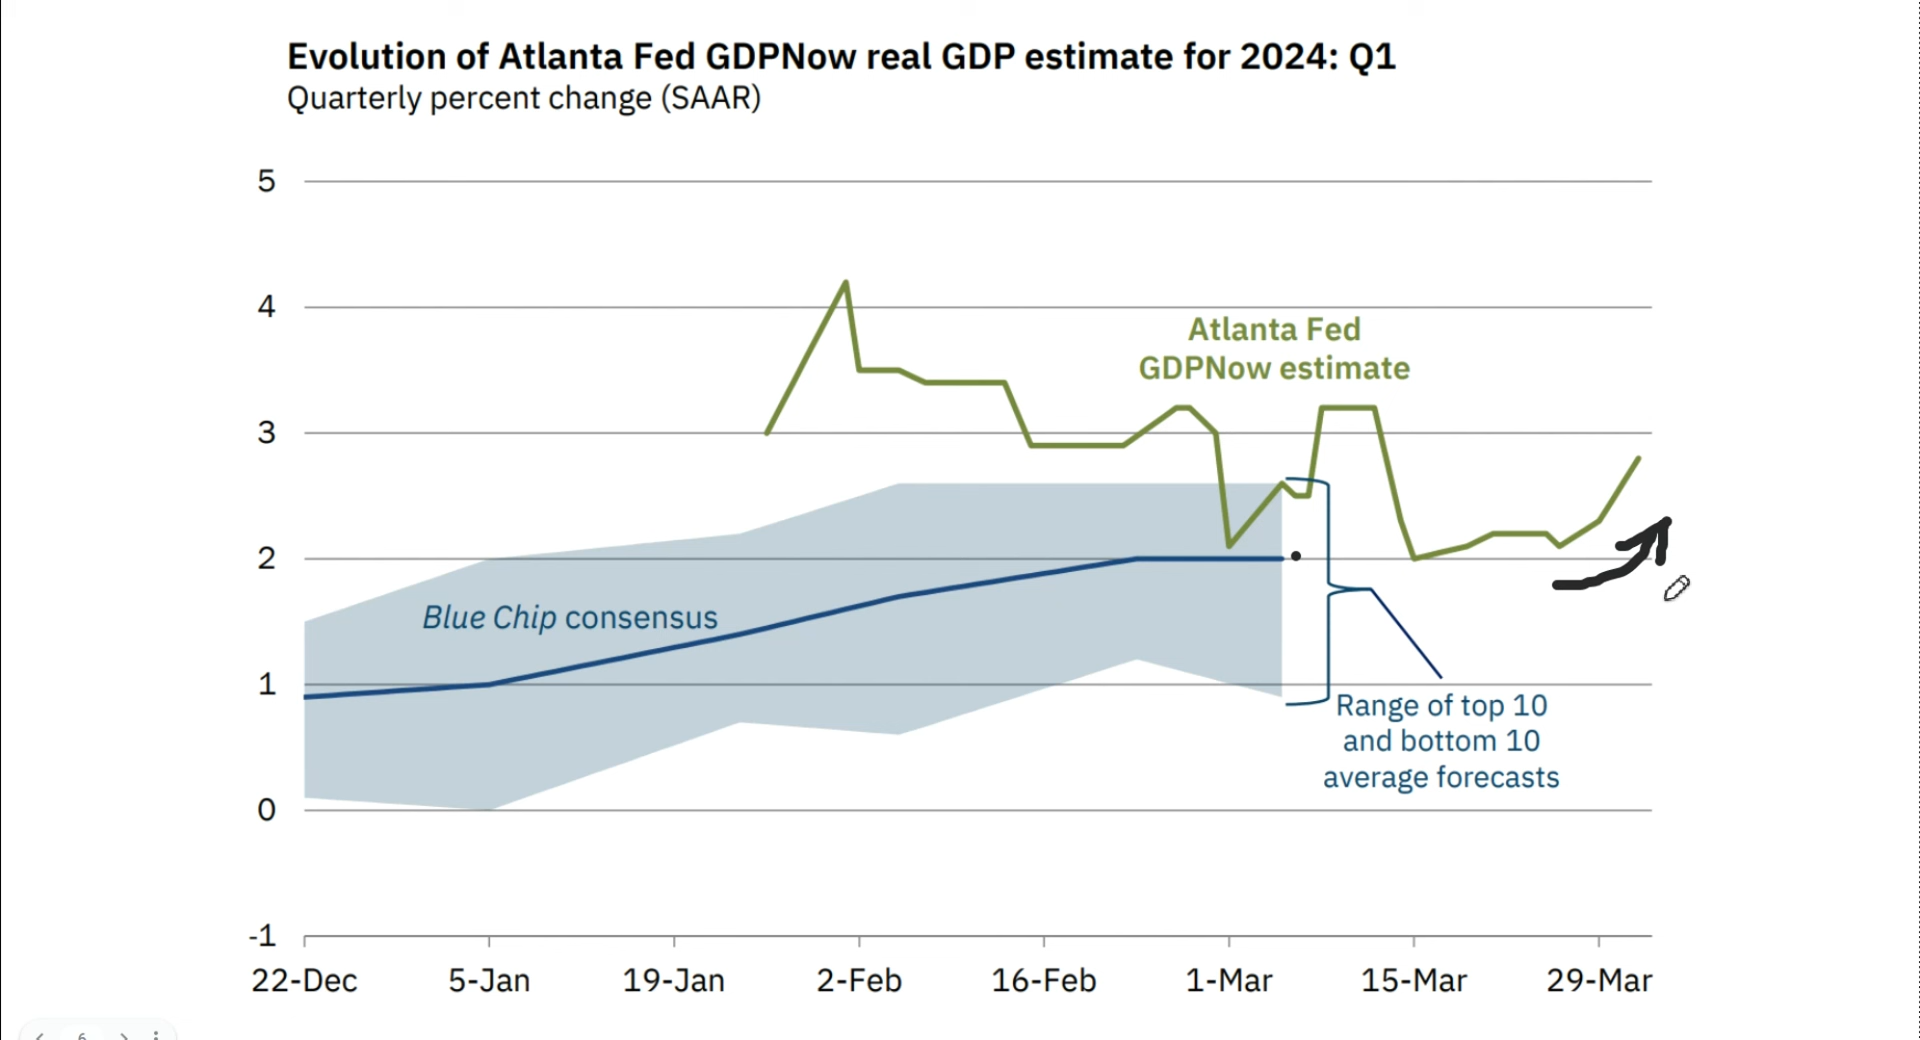 Evolution of Atlanta Fed GDPNow real GDP estimate for 2024: Q1
Quarterly percent change (SAAR)
5
4
3
2
1
0
-1
Atlanta Fed
GDPNow estimate
Blue Chip consensus
Range of top 10
and bottom 10
average forecasts
22-Dec 5-Jan 19-Jan 2-Feb 16-Feb 1-Mar 15-Mar 29-Mar
6